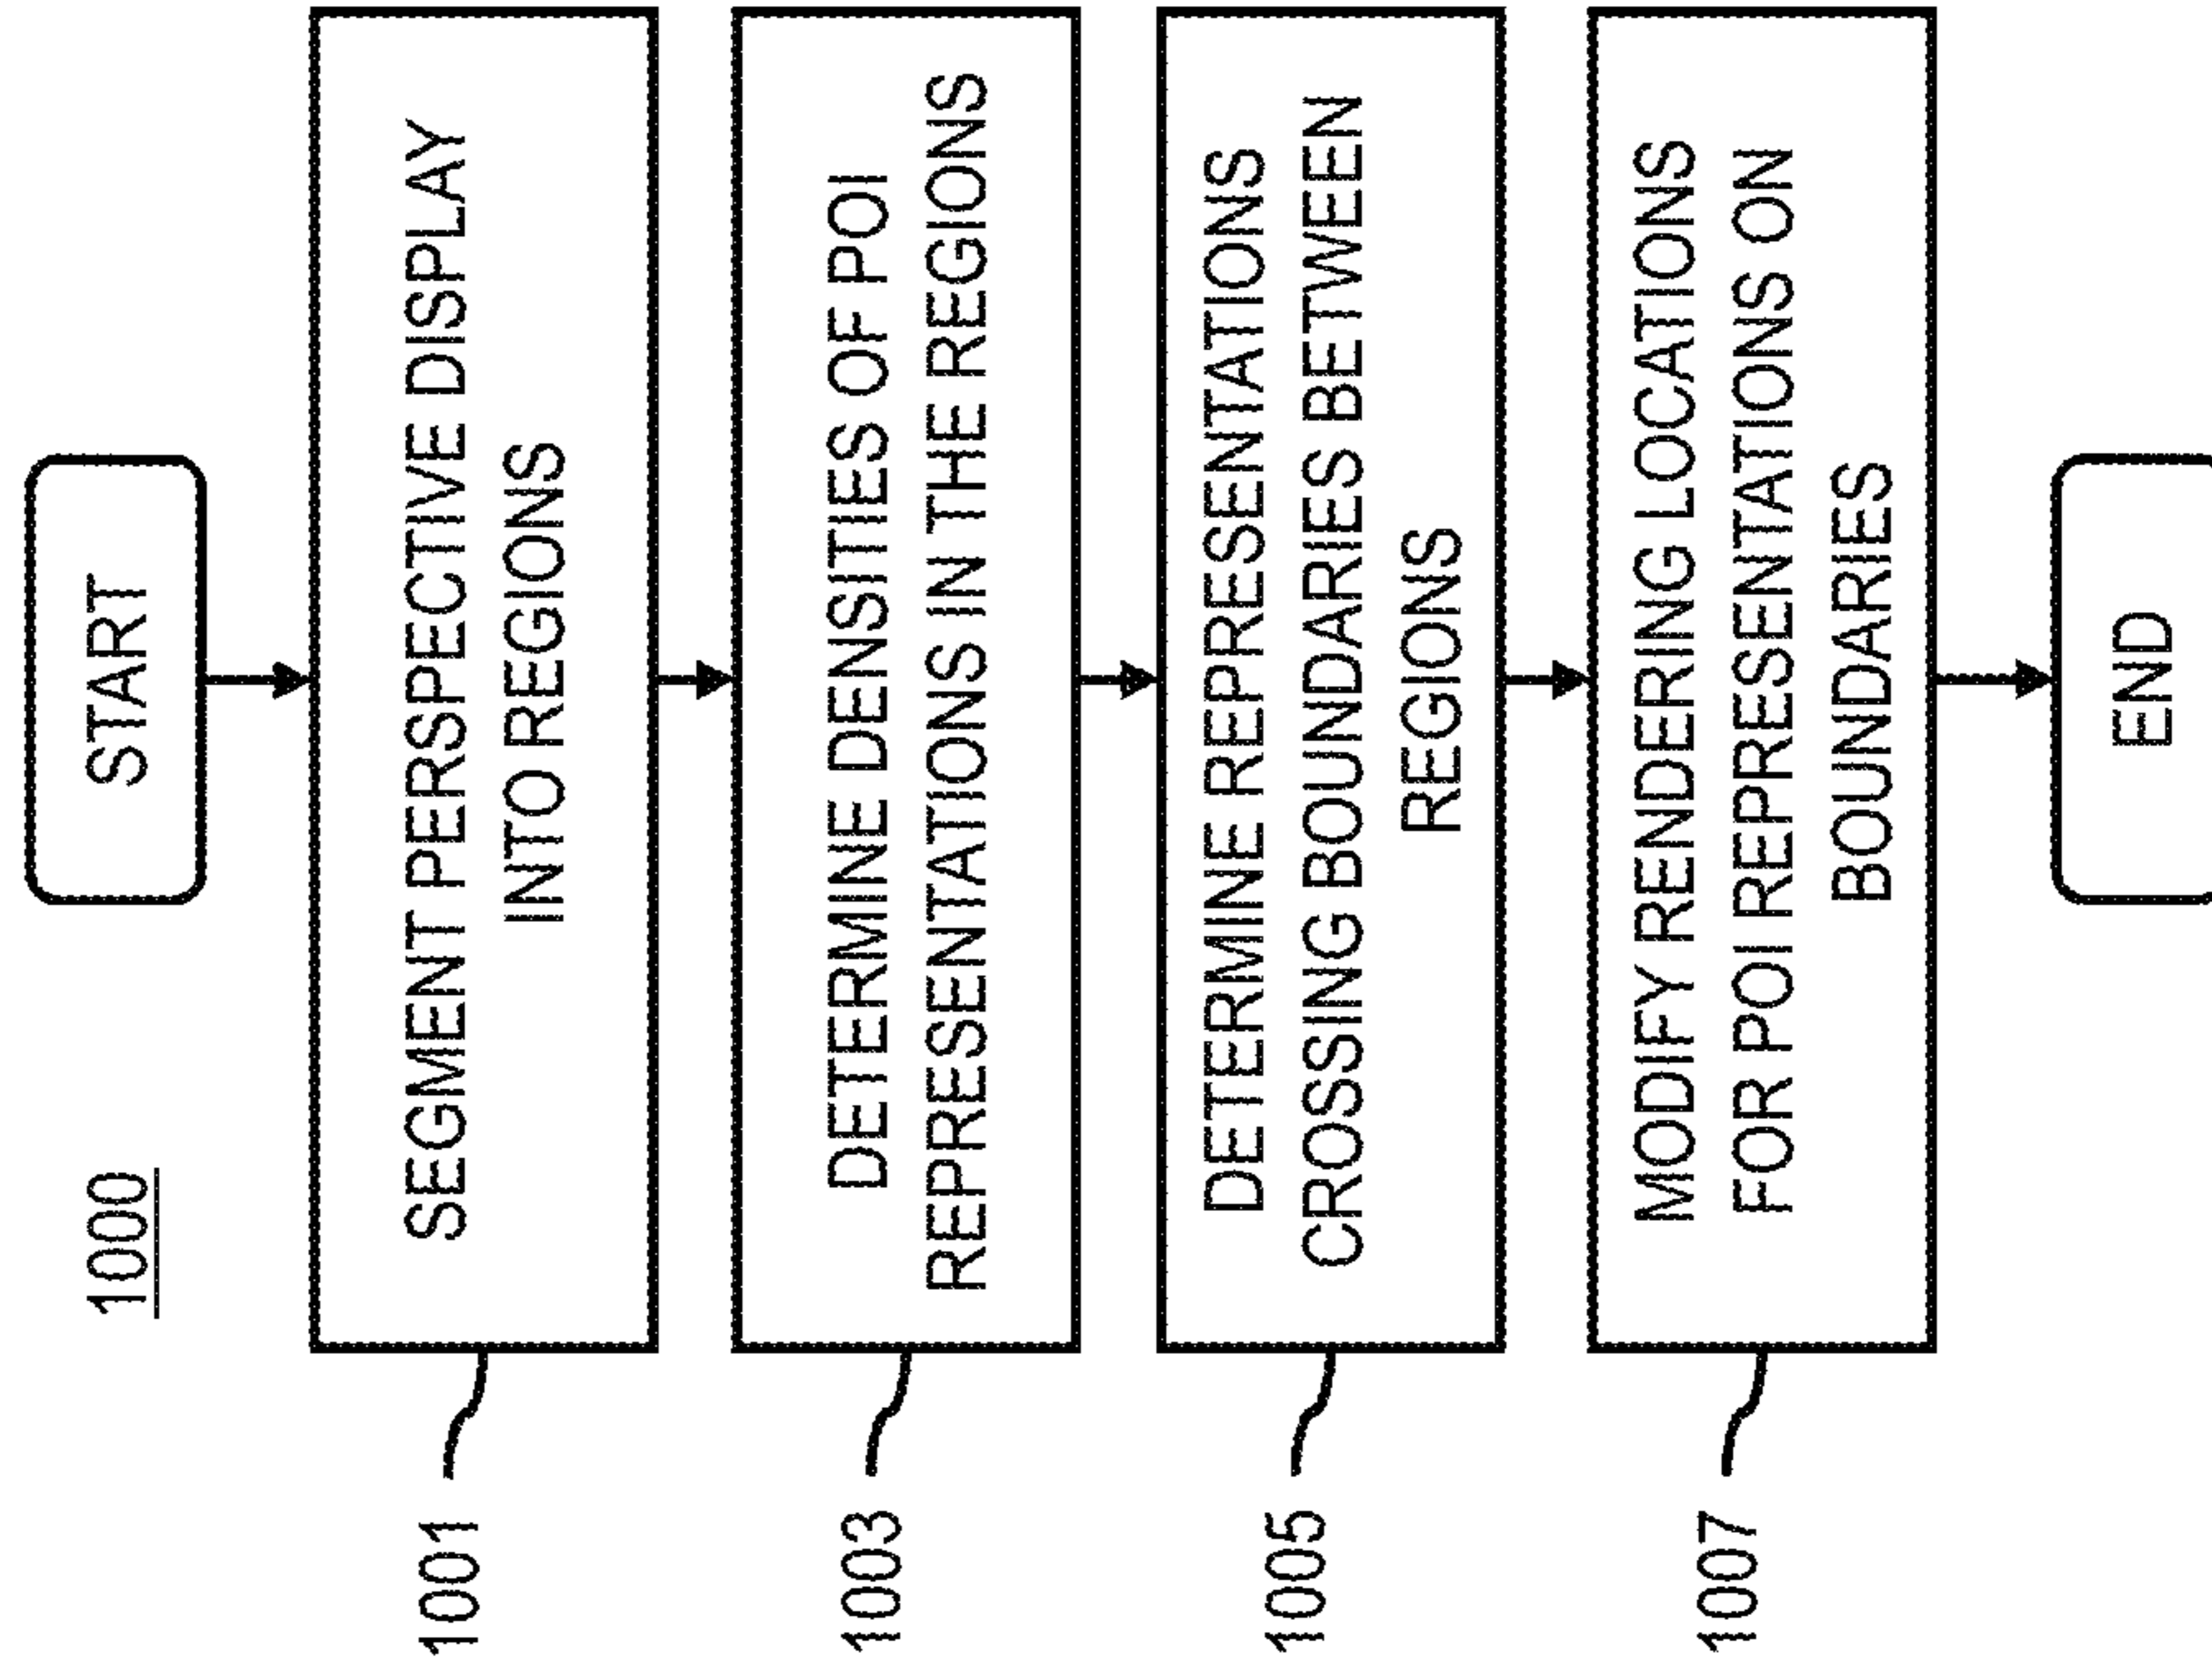 1000
START
1001
SEGMENT PERSPECTIVE DISPLAY
INTO REGIONS
1003
DETERMINE DENSITIES OF POI
REPRESENTATIONS IN THE REGIONS
1005
DETERMINE REPRESENTATIONS
CROSSING BOUNDARIES BETWEEN
REGIONS
1007
MODIFY RENDERING LOCATIONS
FOR POI REPRESENTATIONS ON
BOUNDARIES
END